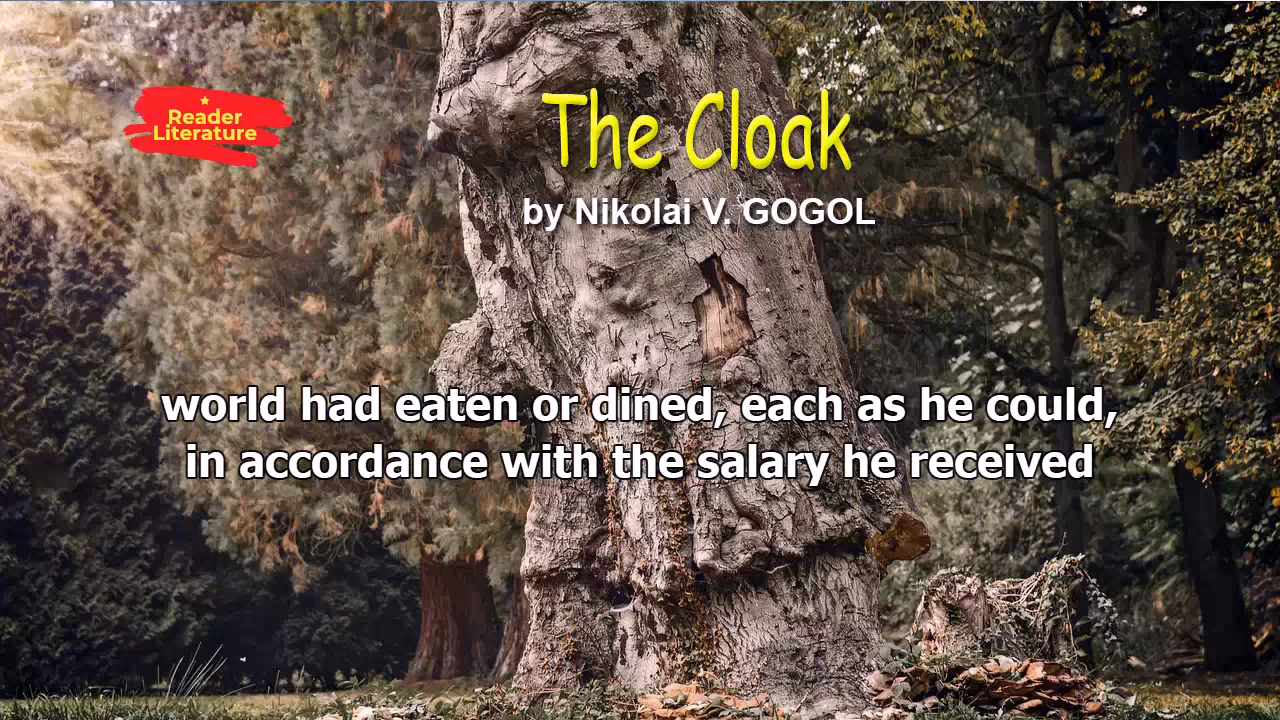 Reader
Literature
The Cloak
by Nikolai V. GOGOL
world had eaten or dined, each as he could,
in accordance with the salary he received